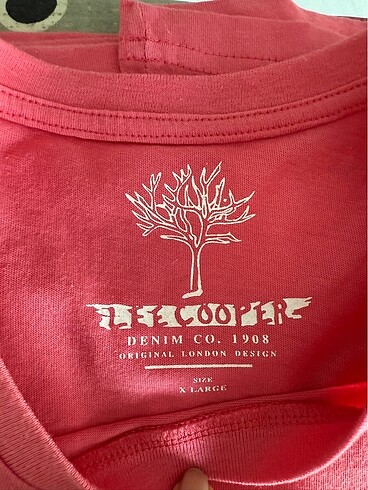 LEE COOPER
DENIM CO. 1908
ORIGINAL LONDON DESIGN
SIZE
X LARGE